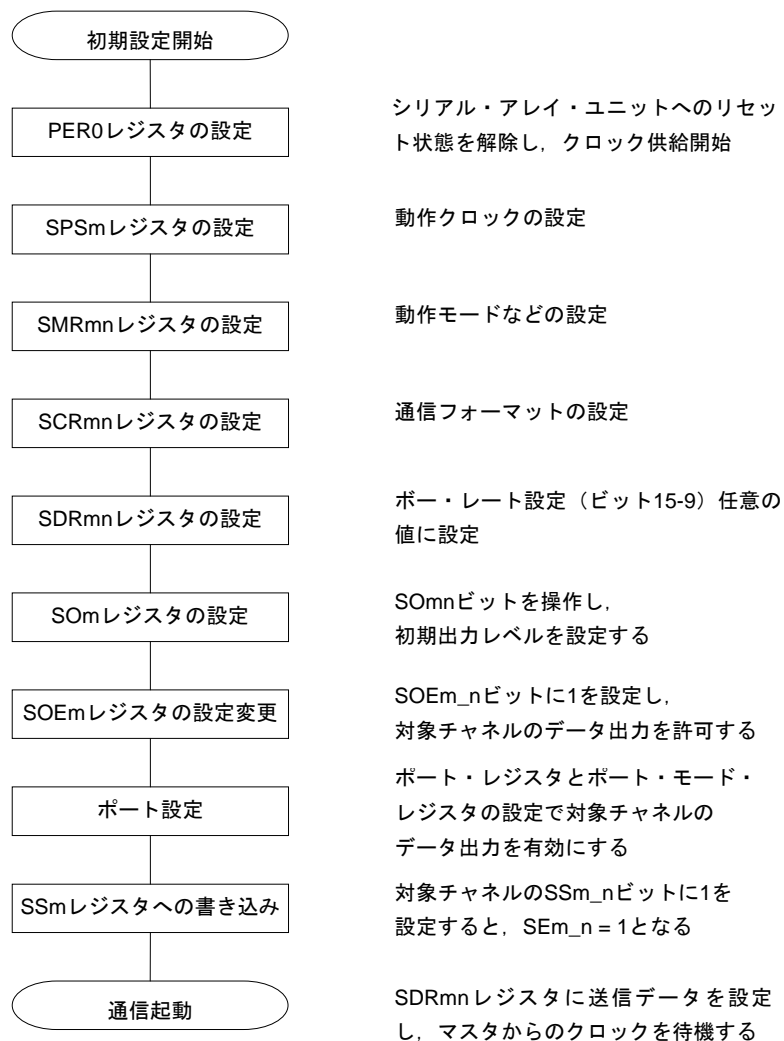 初期設定開始
PER0レジスタの設定
シリアル・アレイ・ユニットへのリセッ
ト状態を解除し，クロック供給開始
SPSmレジスタの設定
動作クロックの設定
SMRmnレジスタの設定
動作モードなどの設定
SCRmnレジスタの設定
通信フォーマットの設定
SDRmnレジスタの設定
ボー・レート設定（ビット15-9）任意の
値に設定
SOmレジスタの設定
SOmnビットを操作し，
初期出力レベルを設定する
SOEmレジスタの設定変更
SOEm_nビットに1を設定し，
対象チャネルのデータ出力を許可する
ポート設定
ポート・レジスタとポート・モード・
レジスタの設定で対象チャネルの
データ出力を有効にする
SSmレジスタへの書き込み
対象チャネルのSSm_nビットに1を
設定すると，SEm_n = 1となる
通信起動
SDRmnレジスタに送信データを設定
し，マスタからのクロックを待機する